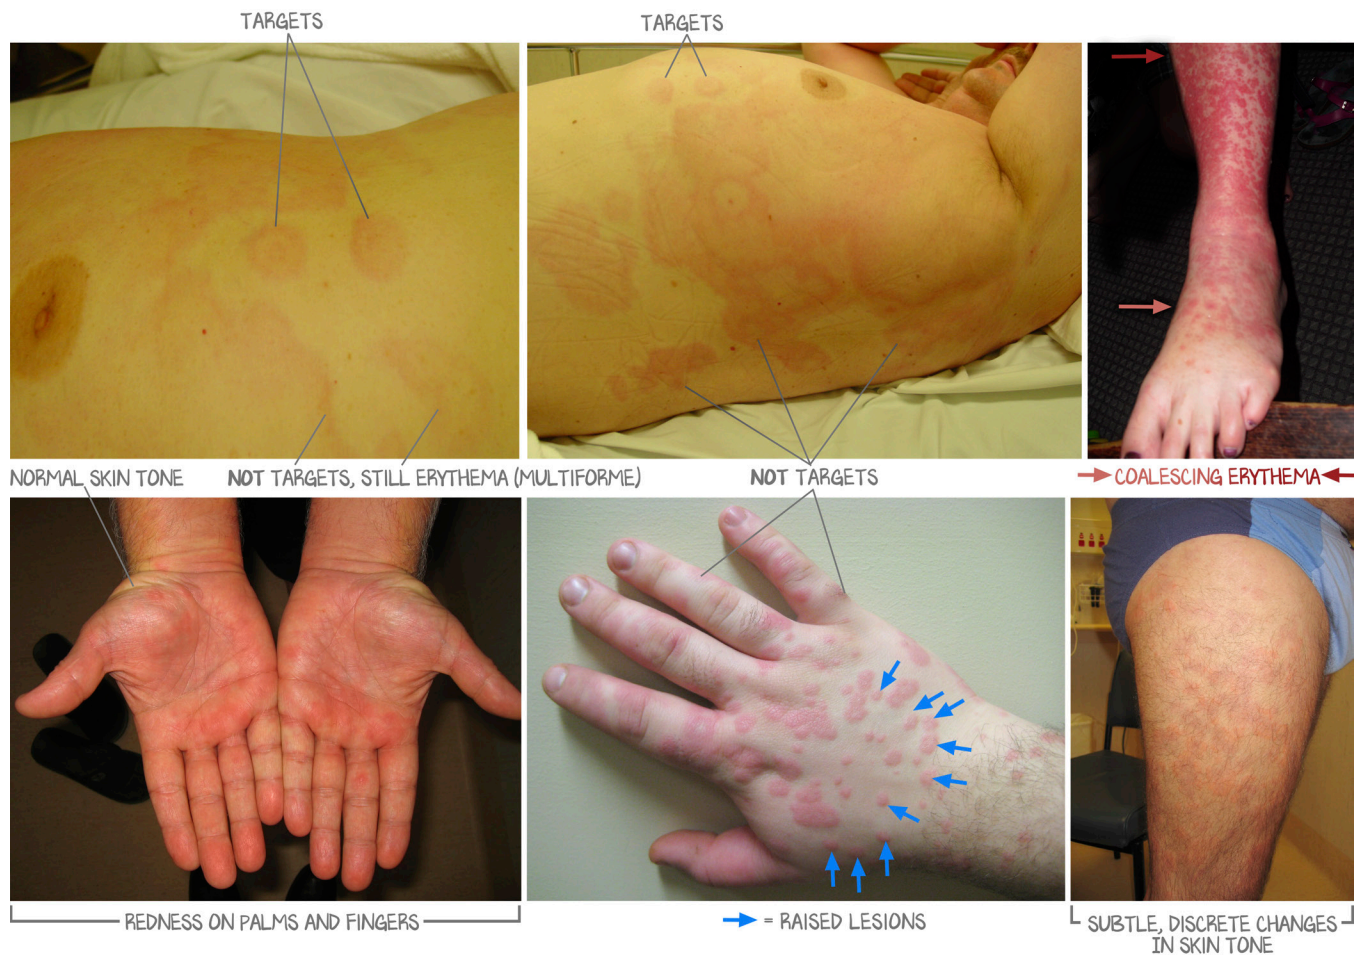 TARGETS
TARGETS
NORMAL SKIN TONE
NOT TARGETS, STILL ERYTHEMA (MULTIFORME)
NOT TARGETS
COALESCING ERYTHEMA
REDNESS ON PALMS AND FINGERS
= RAISED LESIONS
SUBTLE, DISCRETE CHANGES
IN SKIN TONE